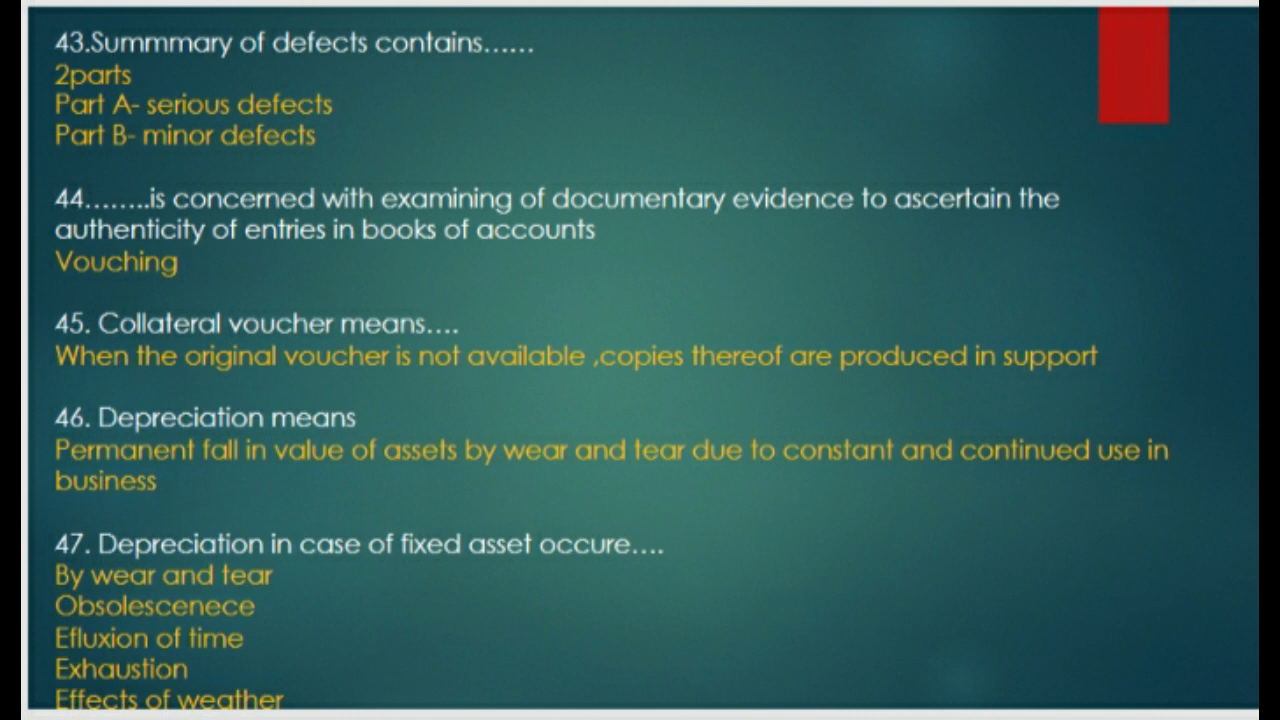 43.Summmary of defects contains......
2parts
Part A- serious defects
Part B- minor defects
44........is concerned with examining of documentary evidence to ascertain the
authenticity of entries in books of accounts
Vouching
45. Collateral voucher means....
When the original voucher is not available ,copies thereof are produced in support
46. Depreciation means
Permanent fall in value of assets by wear and tear due to constant and continued use in
business
47. Depreciation in case of fixed asset occure....
By wear and tear
Obsolescenece
Efluxion of time
Exhaustion
Effects of weather